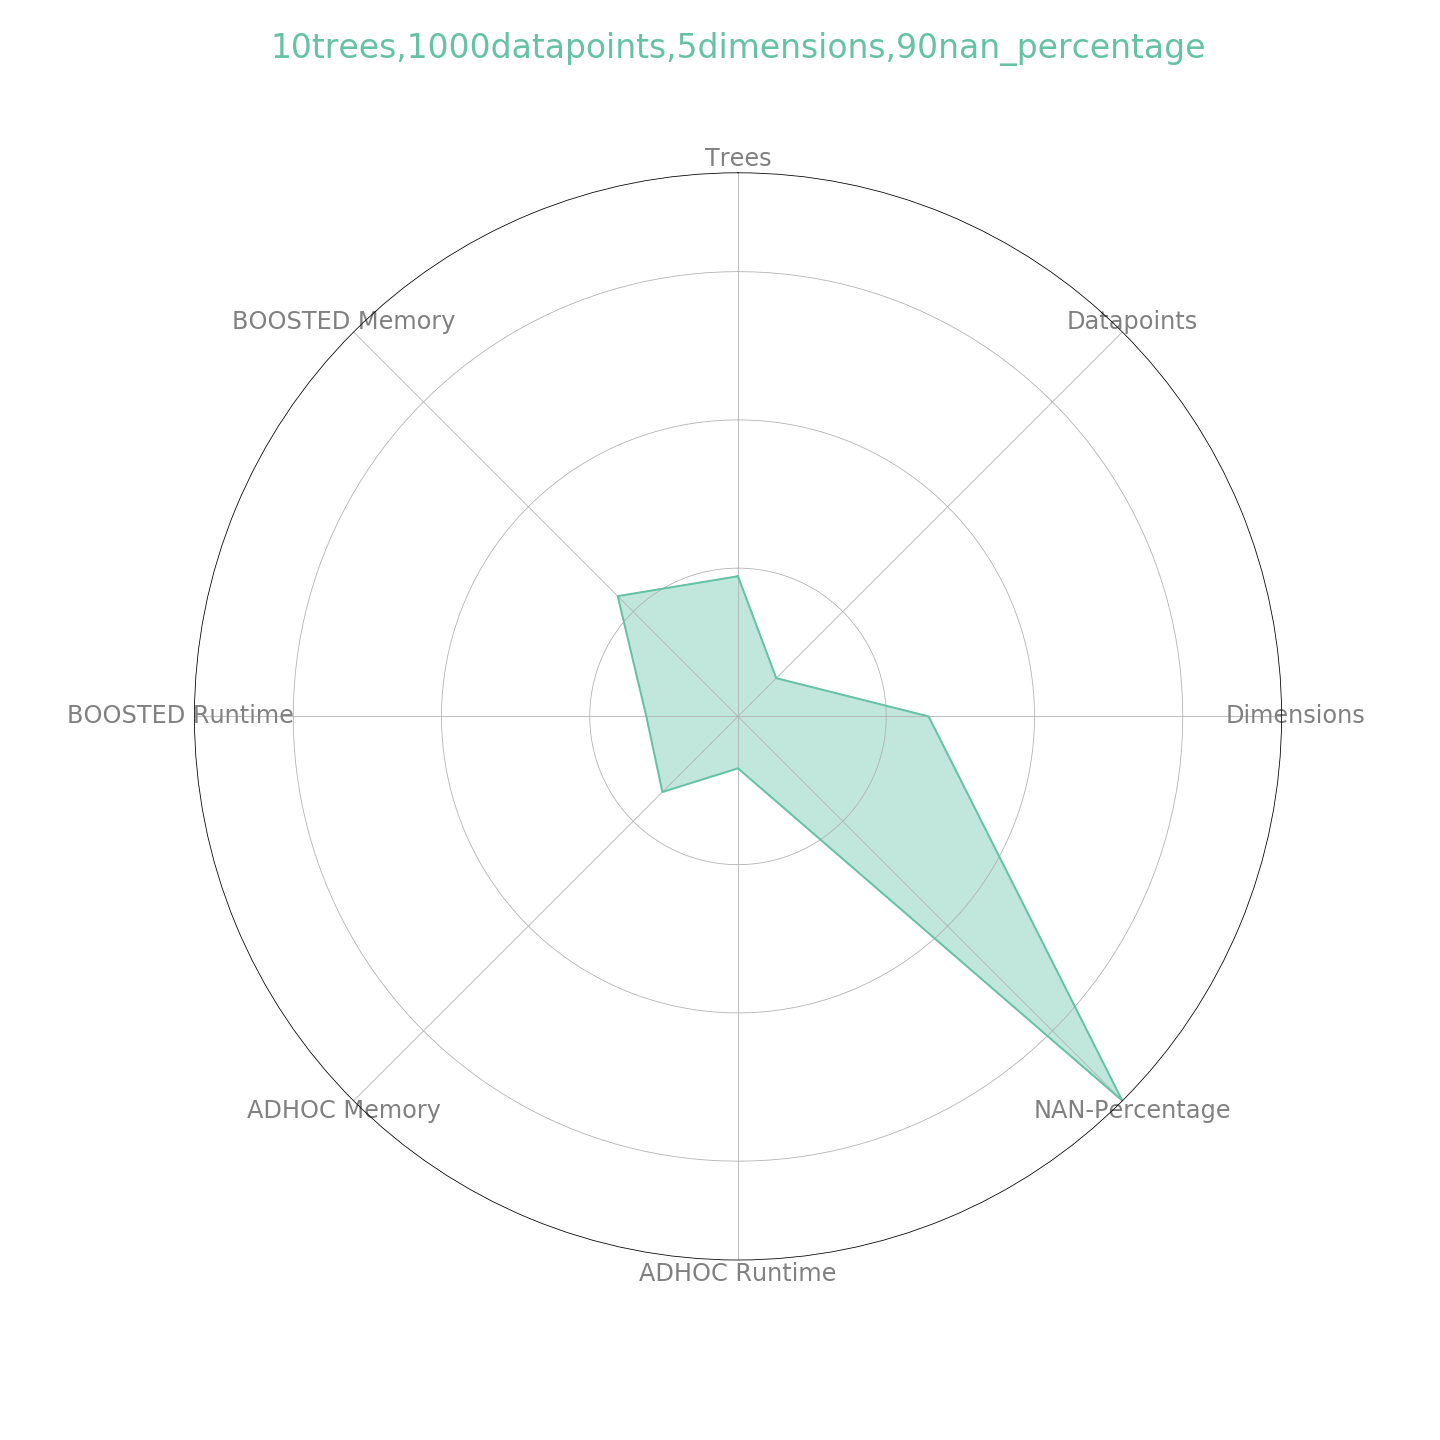 10trees,1000datapoints,5dimensions,90nan_percentage
Trees
BOOSTED Memory
Datapoints
BOOSTED Runtime
Dimensions
ADHOC Memory
NAN-Percentage
ADHOC Runtime